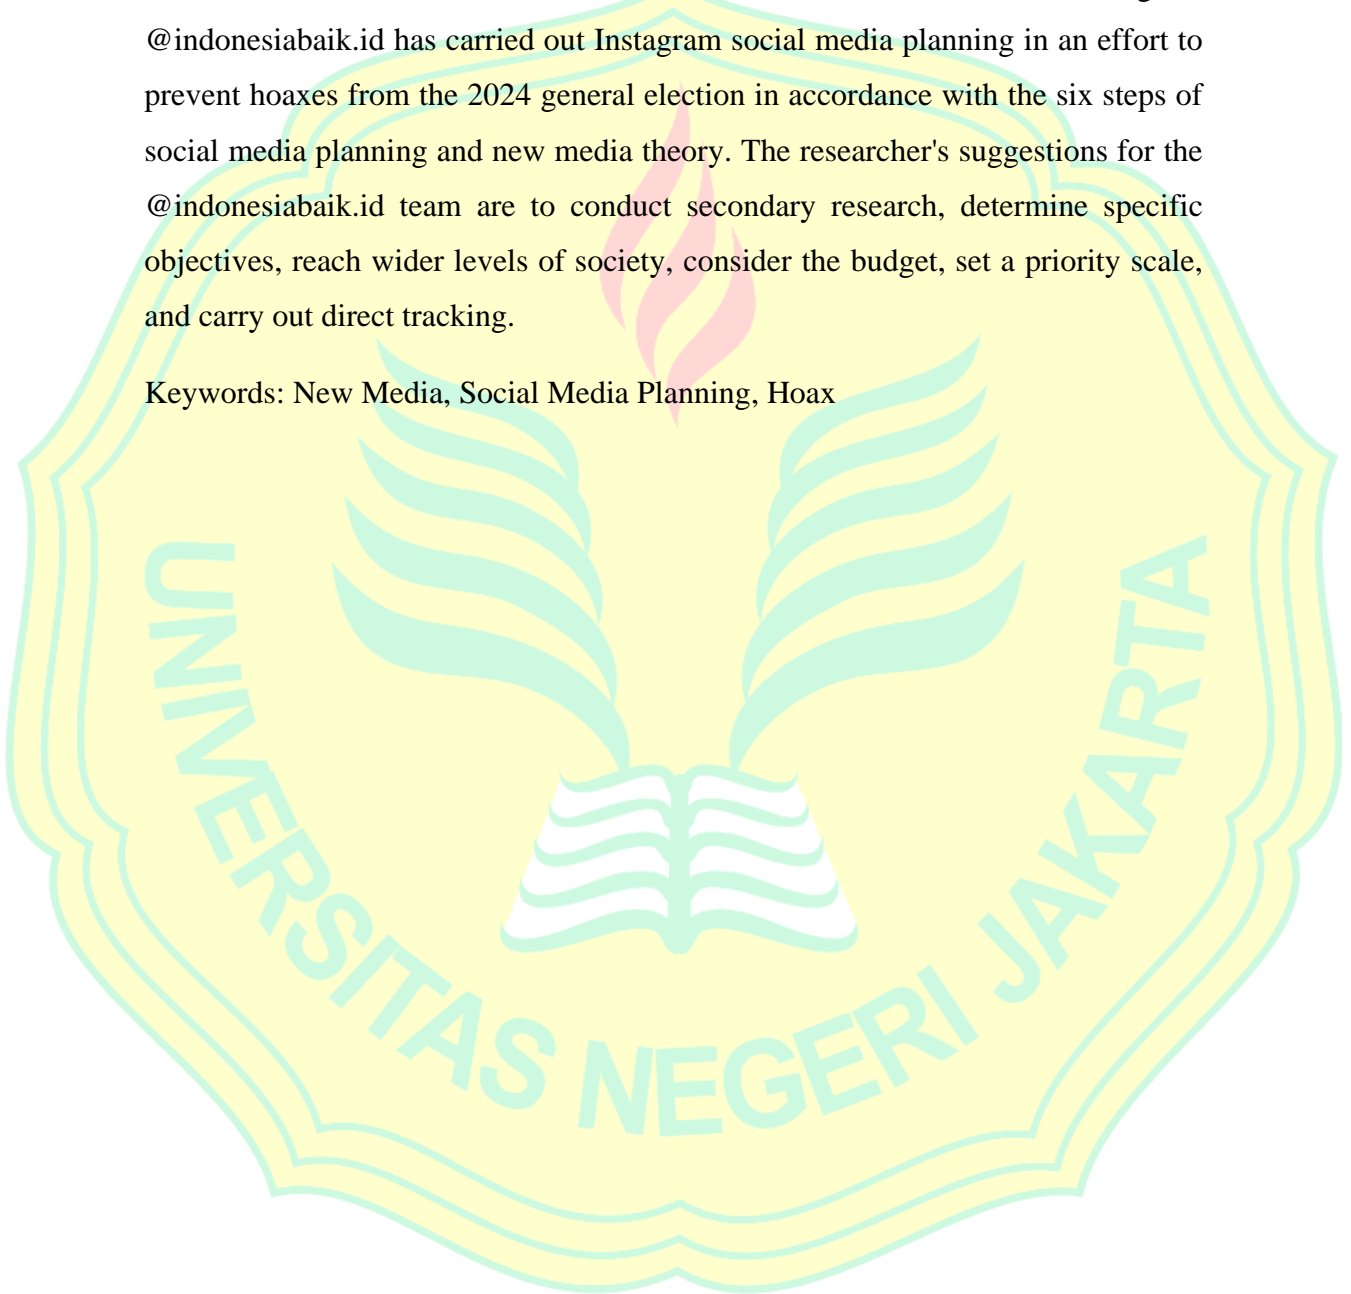 @indonesiabaik.id has carried out Instagram social media planning in an effort to
prevent hoaxes from the 2024 general election in accordance with the six steps of
social media planning and new media theory. The researcher's suggestions for the
@indonesiabaik.id team are to conduct secondary research, determine specific
objectives, reach wider levels of society, consider the budget, set a priority scale,
and carry out direct tracking.
Keywords: New Media, Social Media Planning, Hoax
UNIVERSITAS NEGERI JAKARTA